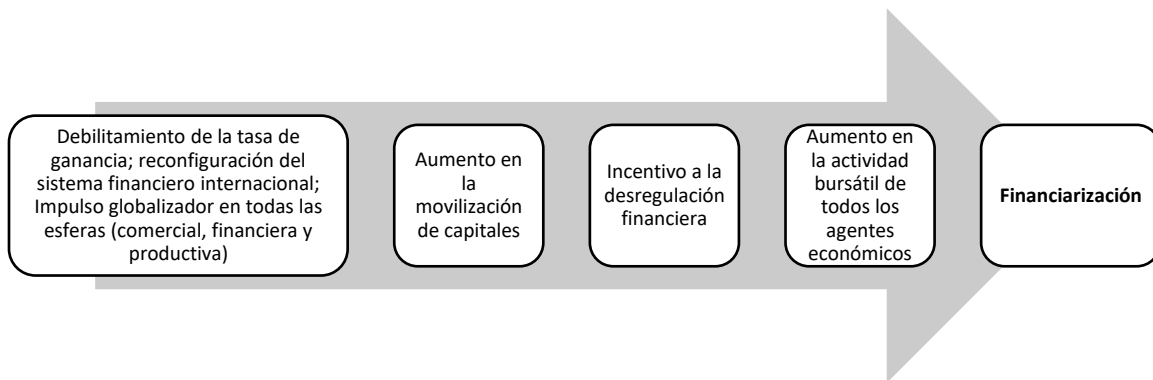 Debilitamiento de la tasa de
ganancia; reconfiguración del
sistema financiero internacional;
Impulso globalizador en todas las
esferas (comercial, financiera y
productiva)
Aumento en
la
movilización
de capitales
Incentivo a la
desregulación
financiera
Aumento en
la actividad
bursátil de
todos los
agentes
económicos
Financiarización